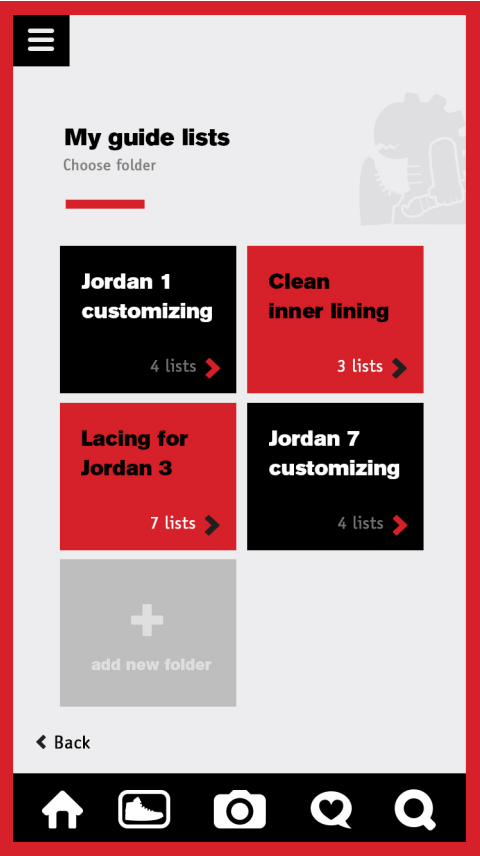 My guide lists
Choose folder
Jordan 1
customizing
4 lists
Clean
inner lining
3 lists
Lacing for
Jordan 3
7 lists
Jordan 7
customizing
4 lists
add new folder
Back